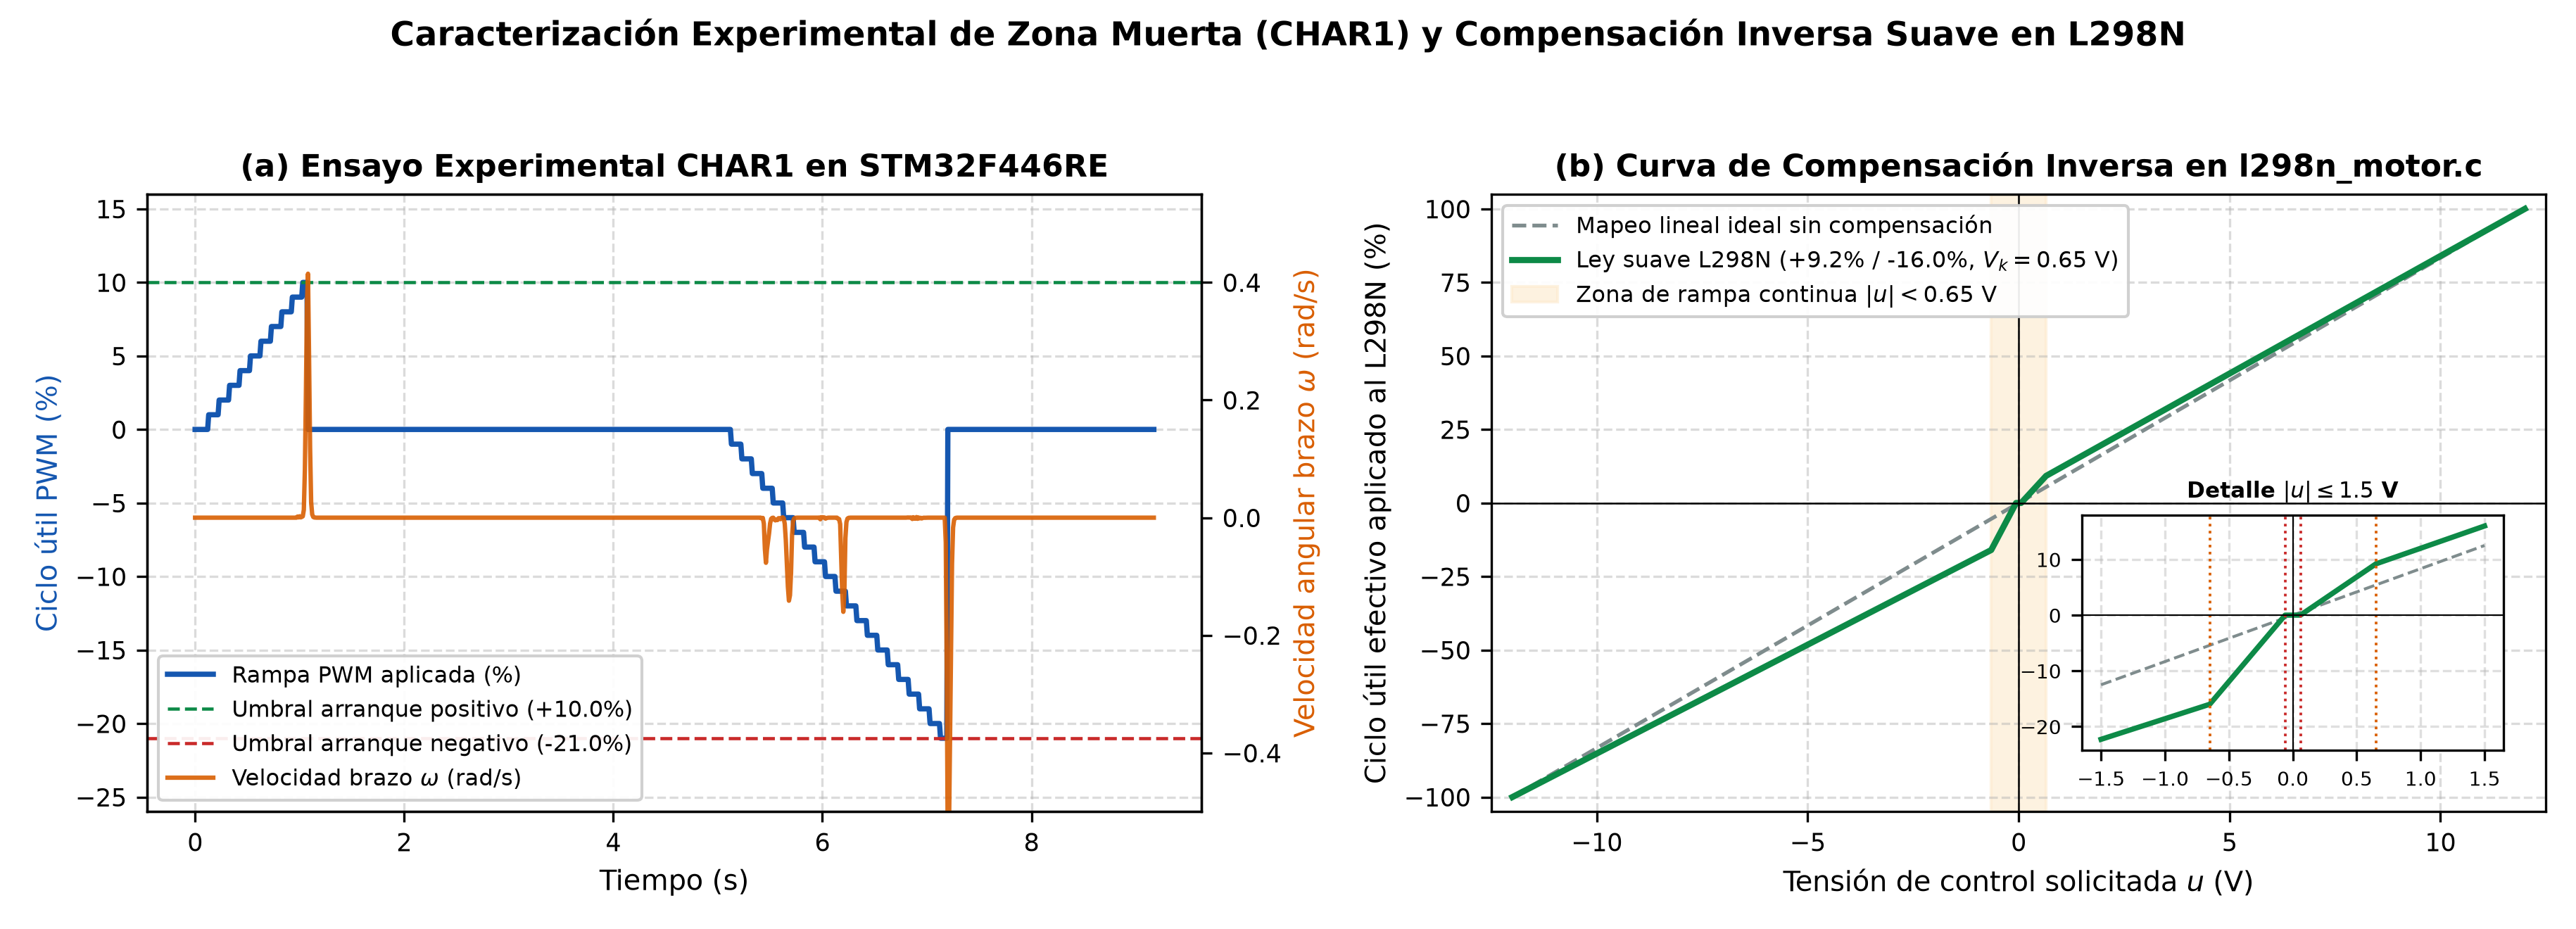 Caracterización Experimental de Zona Muerta (CHAR1) y Compensación Inversa Suave en L298N
(a) Ensayo Experimental CHAR1 en STM32F446RE
Ciclo útil PWM (%)
15
10
5
0
−5
−10
−15
−20
−25
0
2
4
6
8
Tiempo (s)
0.4
0.2
0.0
−0.2
−0.4
Velocidad angular brazo ω (rad/s)
Rampa PWM aplicada (%)
Umbral arranque positivo (+10.0%)
Umbral arranque negativo (-21.0%)
Velocidad brazo ω (rad/s)
(b) Curva de Compensación Inversa en l298n_motor.c
Ciclo útil efectivo aplicado al L298N (%)
100
75
50
25
0
−25
−50
−75
−100
−10
−5
0
5
10
Tensión de control solicitada u (V)
Mapeo lineal ideal sin compensación
Ley suave L298N (+9.2% / -16.0%, Vk = 0.65 V)
Zona de rampa continua |u| < 0.65 V
Detalle |u| ≤ 1.5 V
10
0
−10
−20
−1.5
−1.0
−0.5
0.0
0.5
1.0
1.5